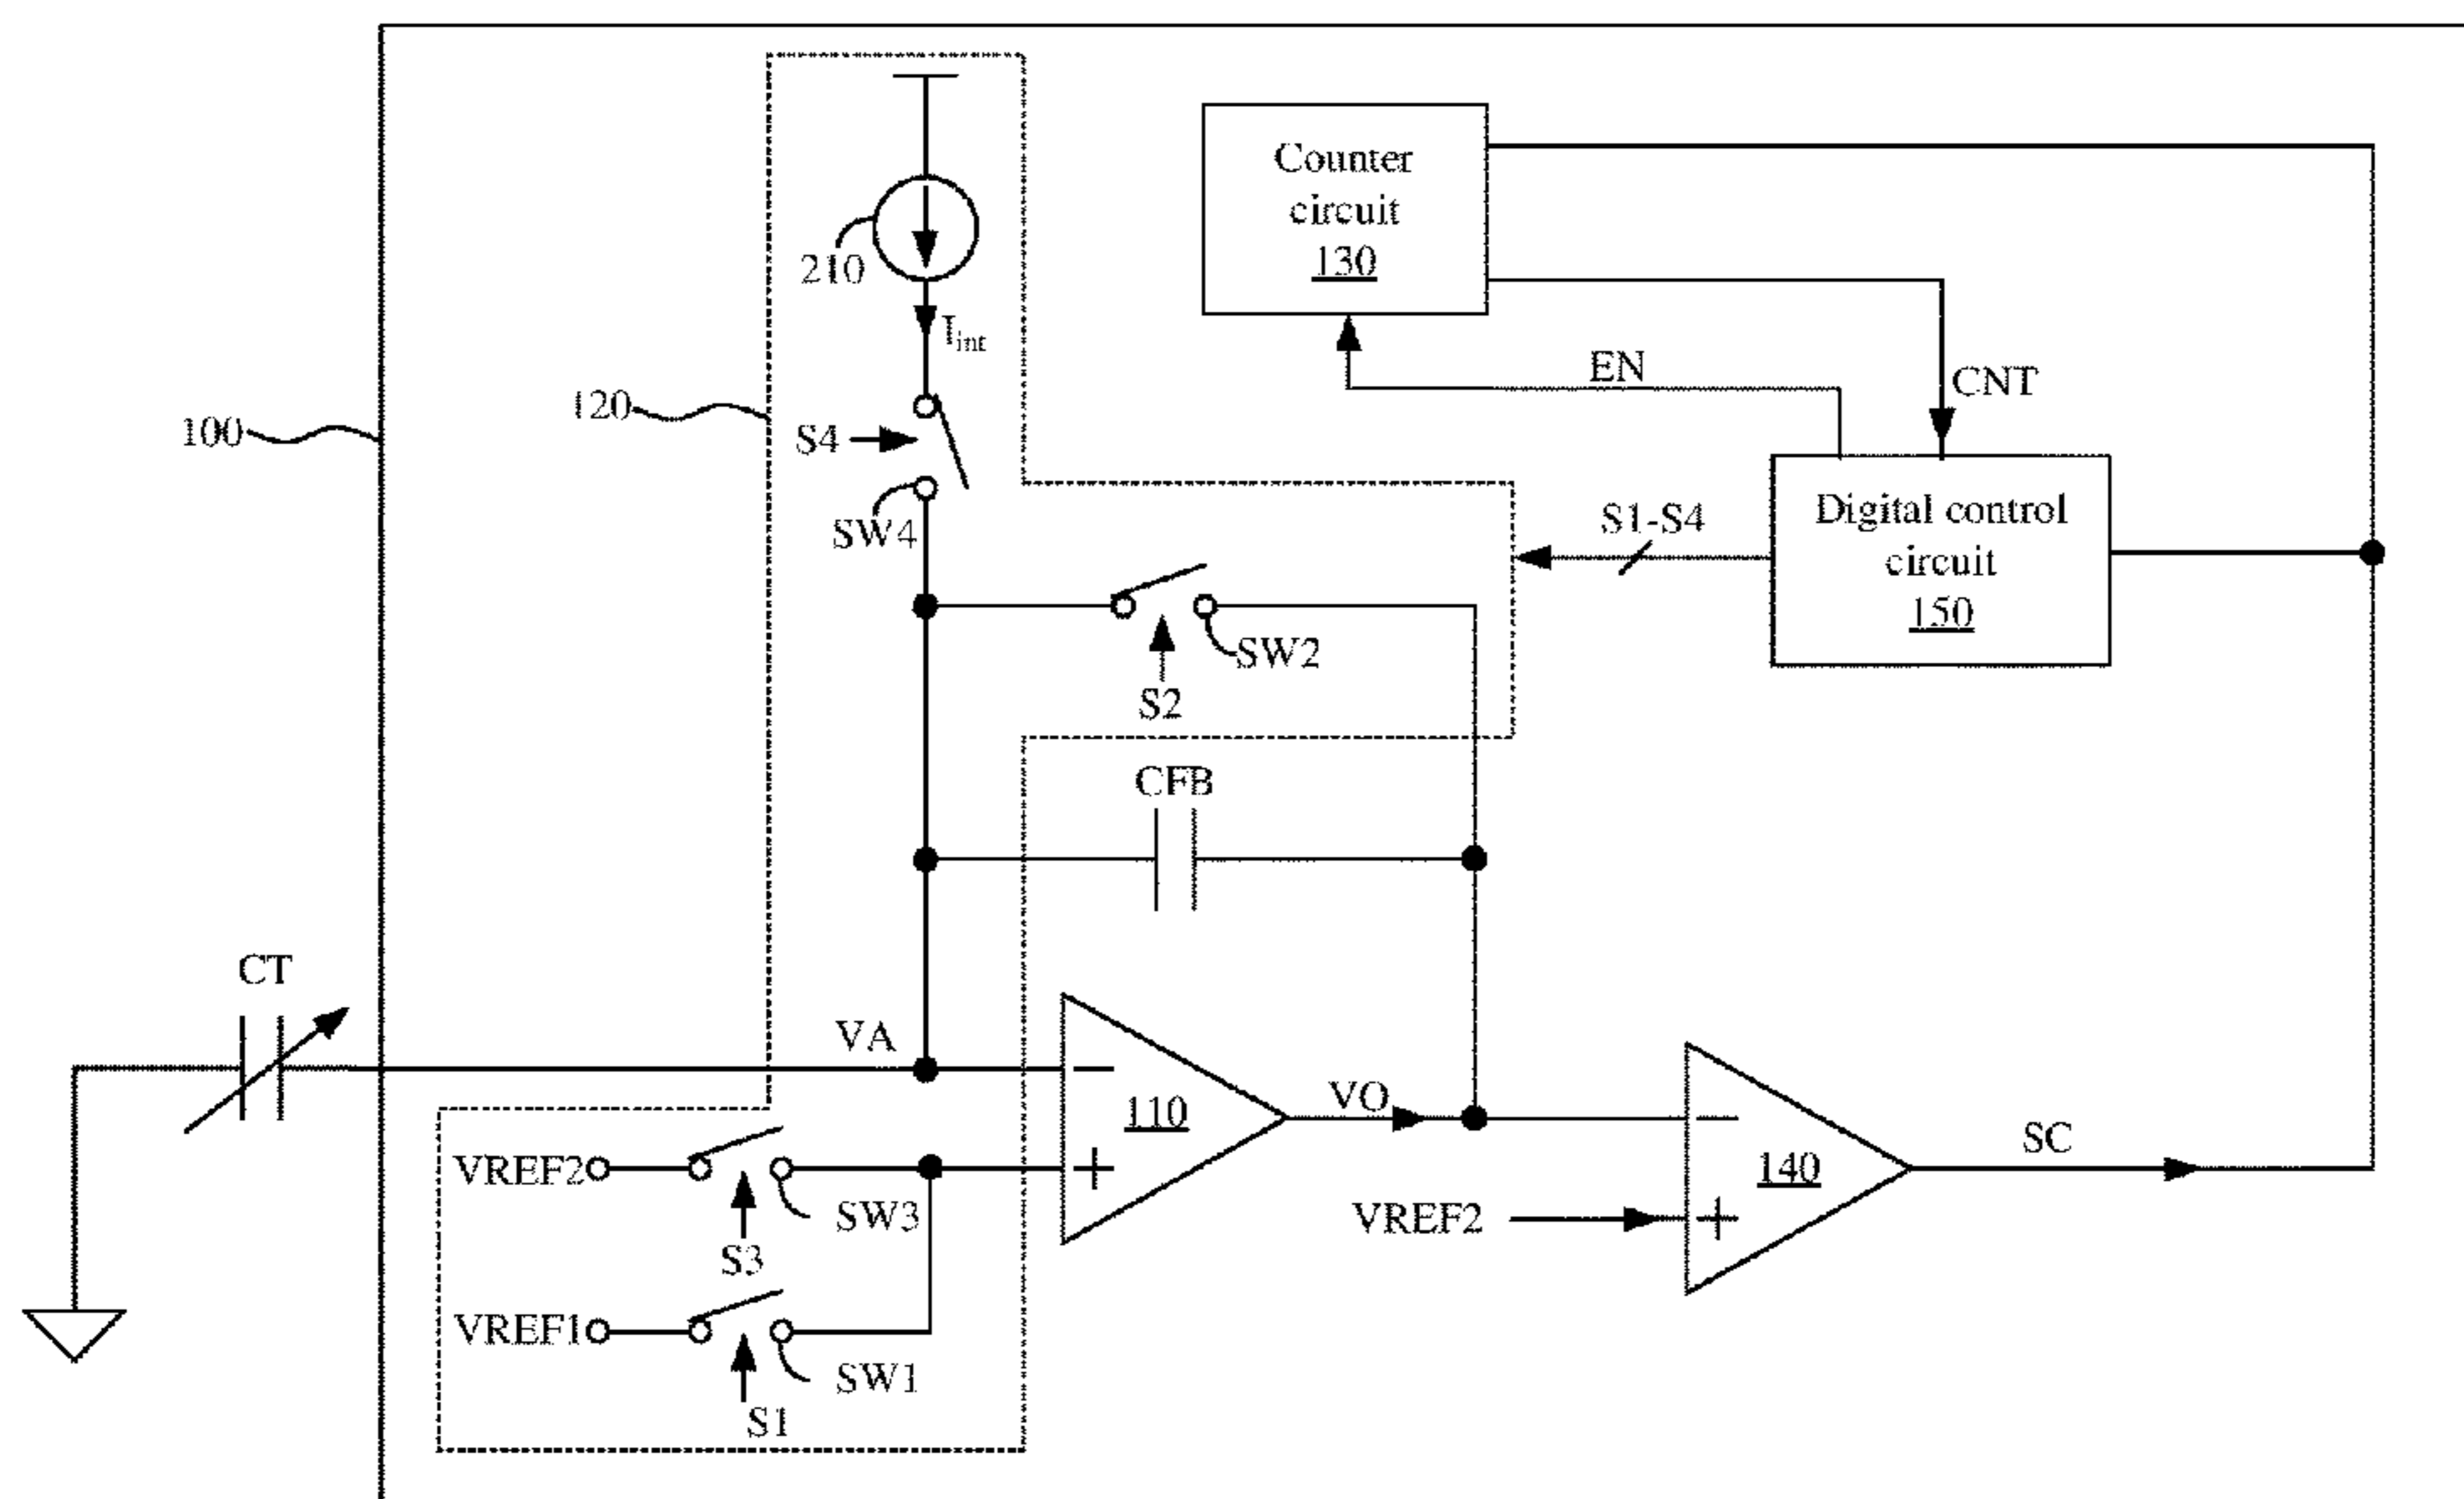 Counter
circuit
130
210
Iint
EN
CNT
120
100
S4
SW4
S1-S4
Digital control
circuit
150
SW2
S2
CFB
CT
VA
VO
110
SC
140
VREF2
SW3
S3
VREF2
VREF1
SW1
S1